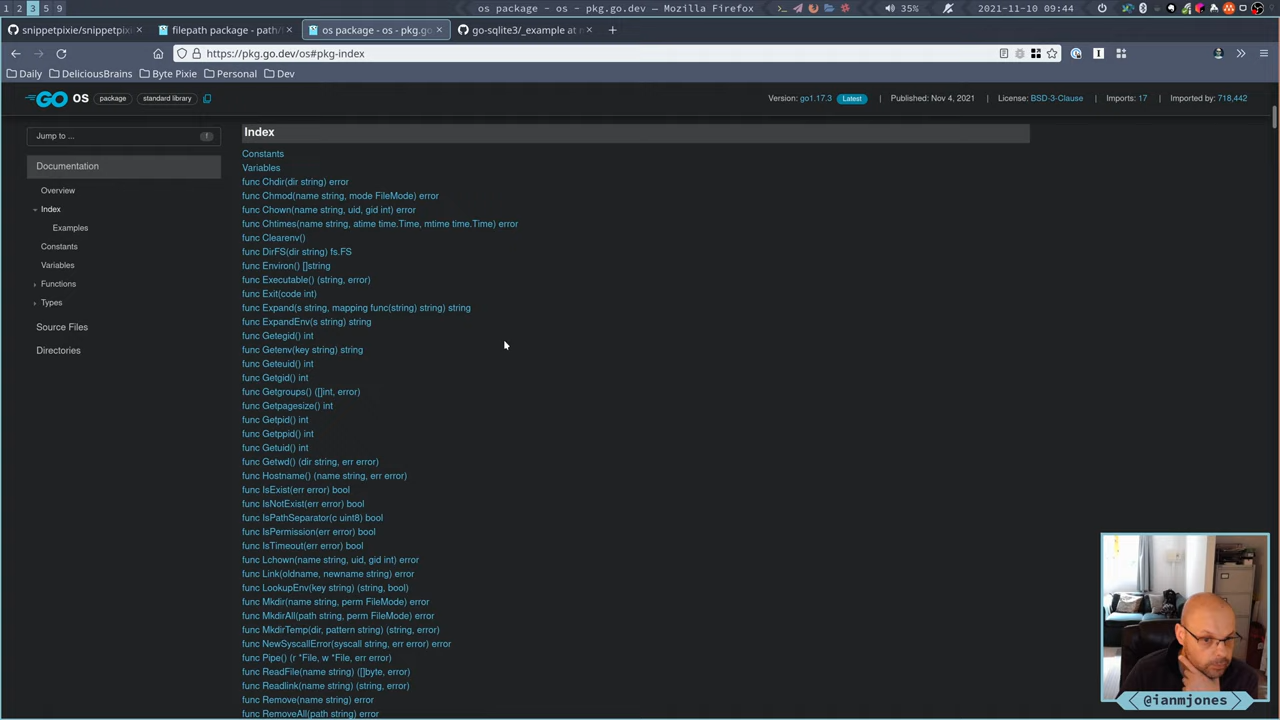 1 2 3 5 9
os package - os - pkg.go.dev — Mozilla Firefox
35%
2021-11-10 09:44
snippetpixie/snippetpixi
filepath package - path/
os package - os - pkg.go
go-sqlite3/_example at m
https://pkg.go.dev/os#pkg-index
Daily
DeliciousBrains
Byte Pixie
Personal
Dev
GO
os
package
standard library
Version: go1.17.3
Latest
Published: Nov 4, 2021
License: BSD-3-Clause
Imports: 17
Imported by: 718,442
Jump to ...
f
Documentation
Overview
Index
Examples
Constants
Variables
Functions
Types
Source Files
Directories
Index
Constants
Variables
func Chdir(dir string) error
func Chmod(name string, mode FileMode) error
func Chown(name string, uid, gid int) error
func Chtimes(name string, atime time.Time, mtime time.Time) error
func Clearenv()
func DirFS(dir string) fs.FS
func Environ() []string
func Executable() (string, error)
func Exit(code int)
func Expand(s string, mapping func(string) string) string
func ExpandEnv(s string) string
func Getegid() int
func Getenv(key string) string
func Geteuid() int
func Getgid() int
func Getgroups() ([]int, error)
func Getpagesize() int
func Getpid() int
func Getppid() int
func Getuid() int
func Getwd() (dir string, err error)
func Hostname() (name string, err error)
func IsExist(err error) bool
func IsNotExist(err error) bool
func IsPathSeparator(c uint8) bool
func IsPermission(err error) bool
func IsTimeout(err error) bool
func Lchown(name string, uid, gid int) error
func Link(oldname, newname string) error
func LookupEnv(key string) (string, bool)
func Mkdir(name string, perm FileMode) error
func MkdirAll(path string, perm FileMode) error
func MkdirTemp(dir, pattern string) (string, error)
func NewSyscallError(syscall string, err error) error
func Pipe() (r *File, w *File, err error)
func ReadFile(name string) ([]byte, error)
func Readlink(name string) (string, error)
func Remove(name string) error
func RemoveAll(path string) error
@ianmjones